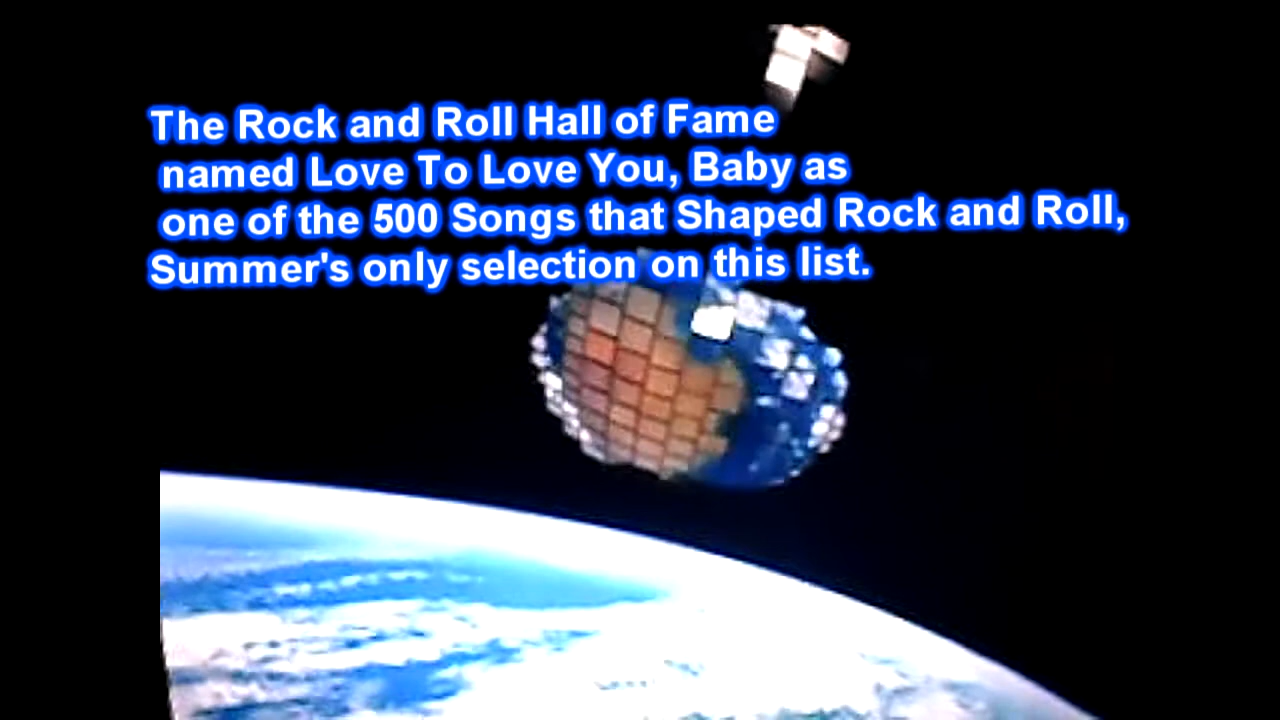 The Rock and Roll Hall of Fame
named Love To Love You, Baby as
one of the 500 Songs that Shaped Rock and Roll,
Summer's only selection on this list.